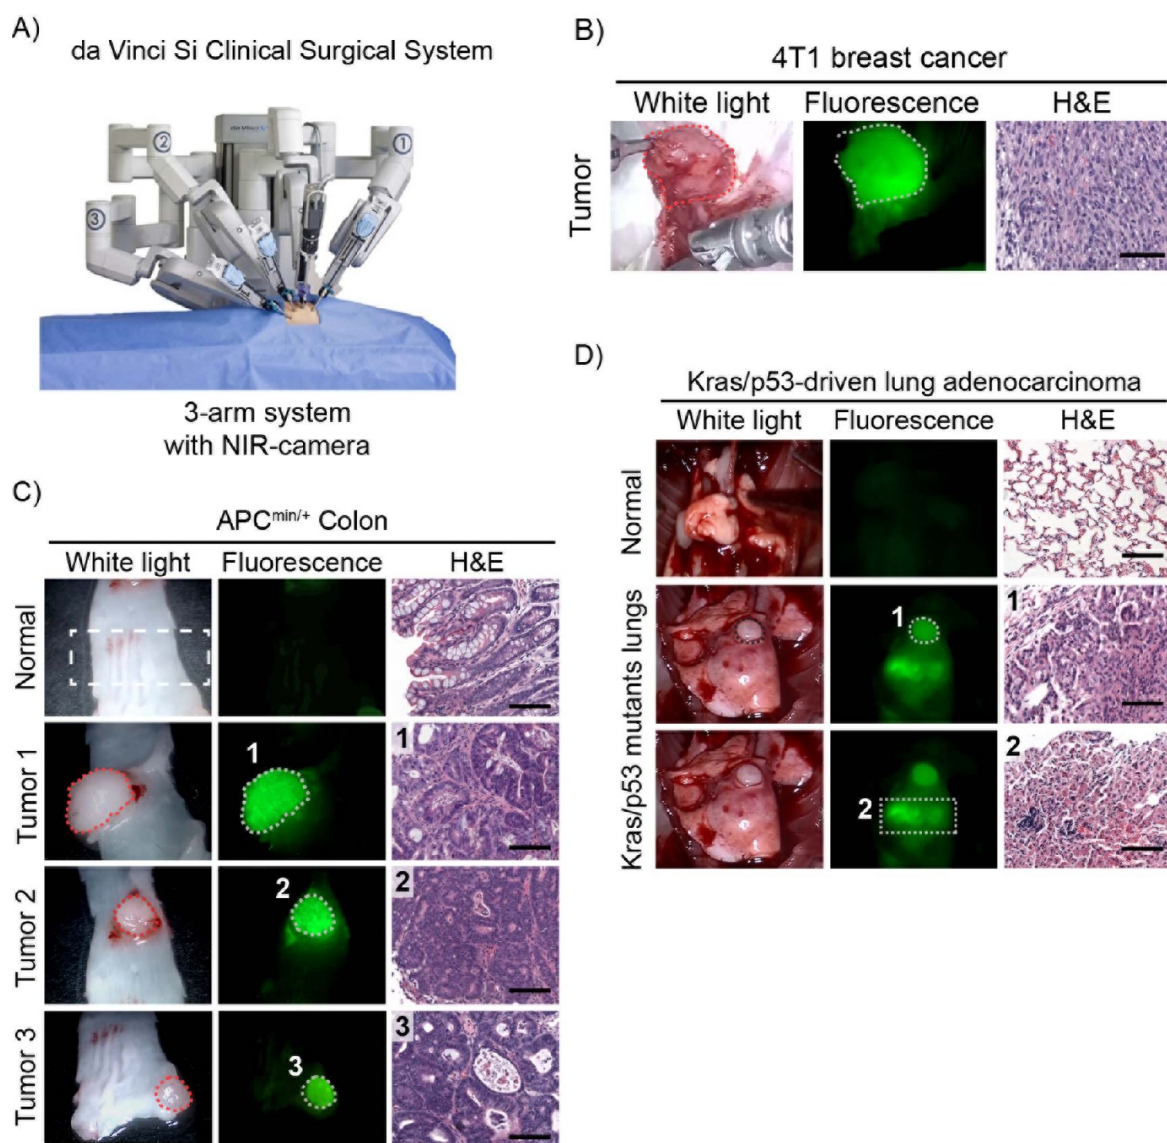 A)
da Vinci Si Clinical Surgical System
da Vinci
1
2
3
3-arm system
with NIR-camera
B)
4T1 breast cancer
White light Fluorescence H&E
Tumor
C)
APCmin/+ Colon
White light Fluorescence H&E
Normal
Tumor 1
1
1
Tumor 2
2
2
Tumor 3
3
3
D)
Kras/p53-driven lung adenocarcinoma
White light Fluorescence H&E
Normal
Kras/p53 mutants lungs
1
1
2
2